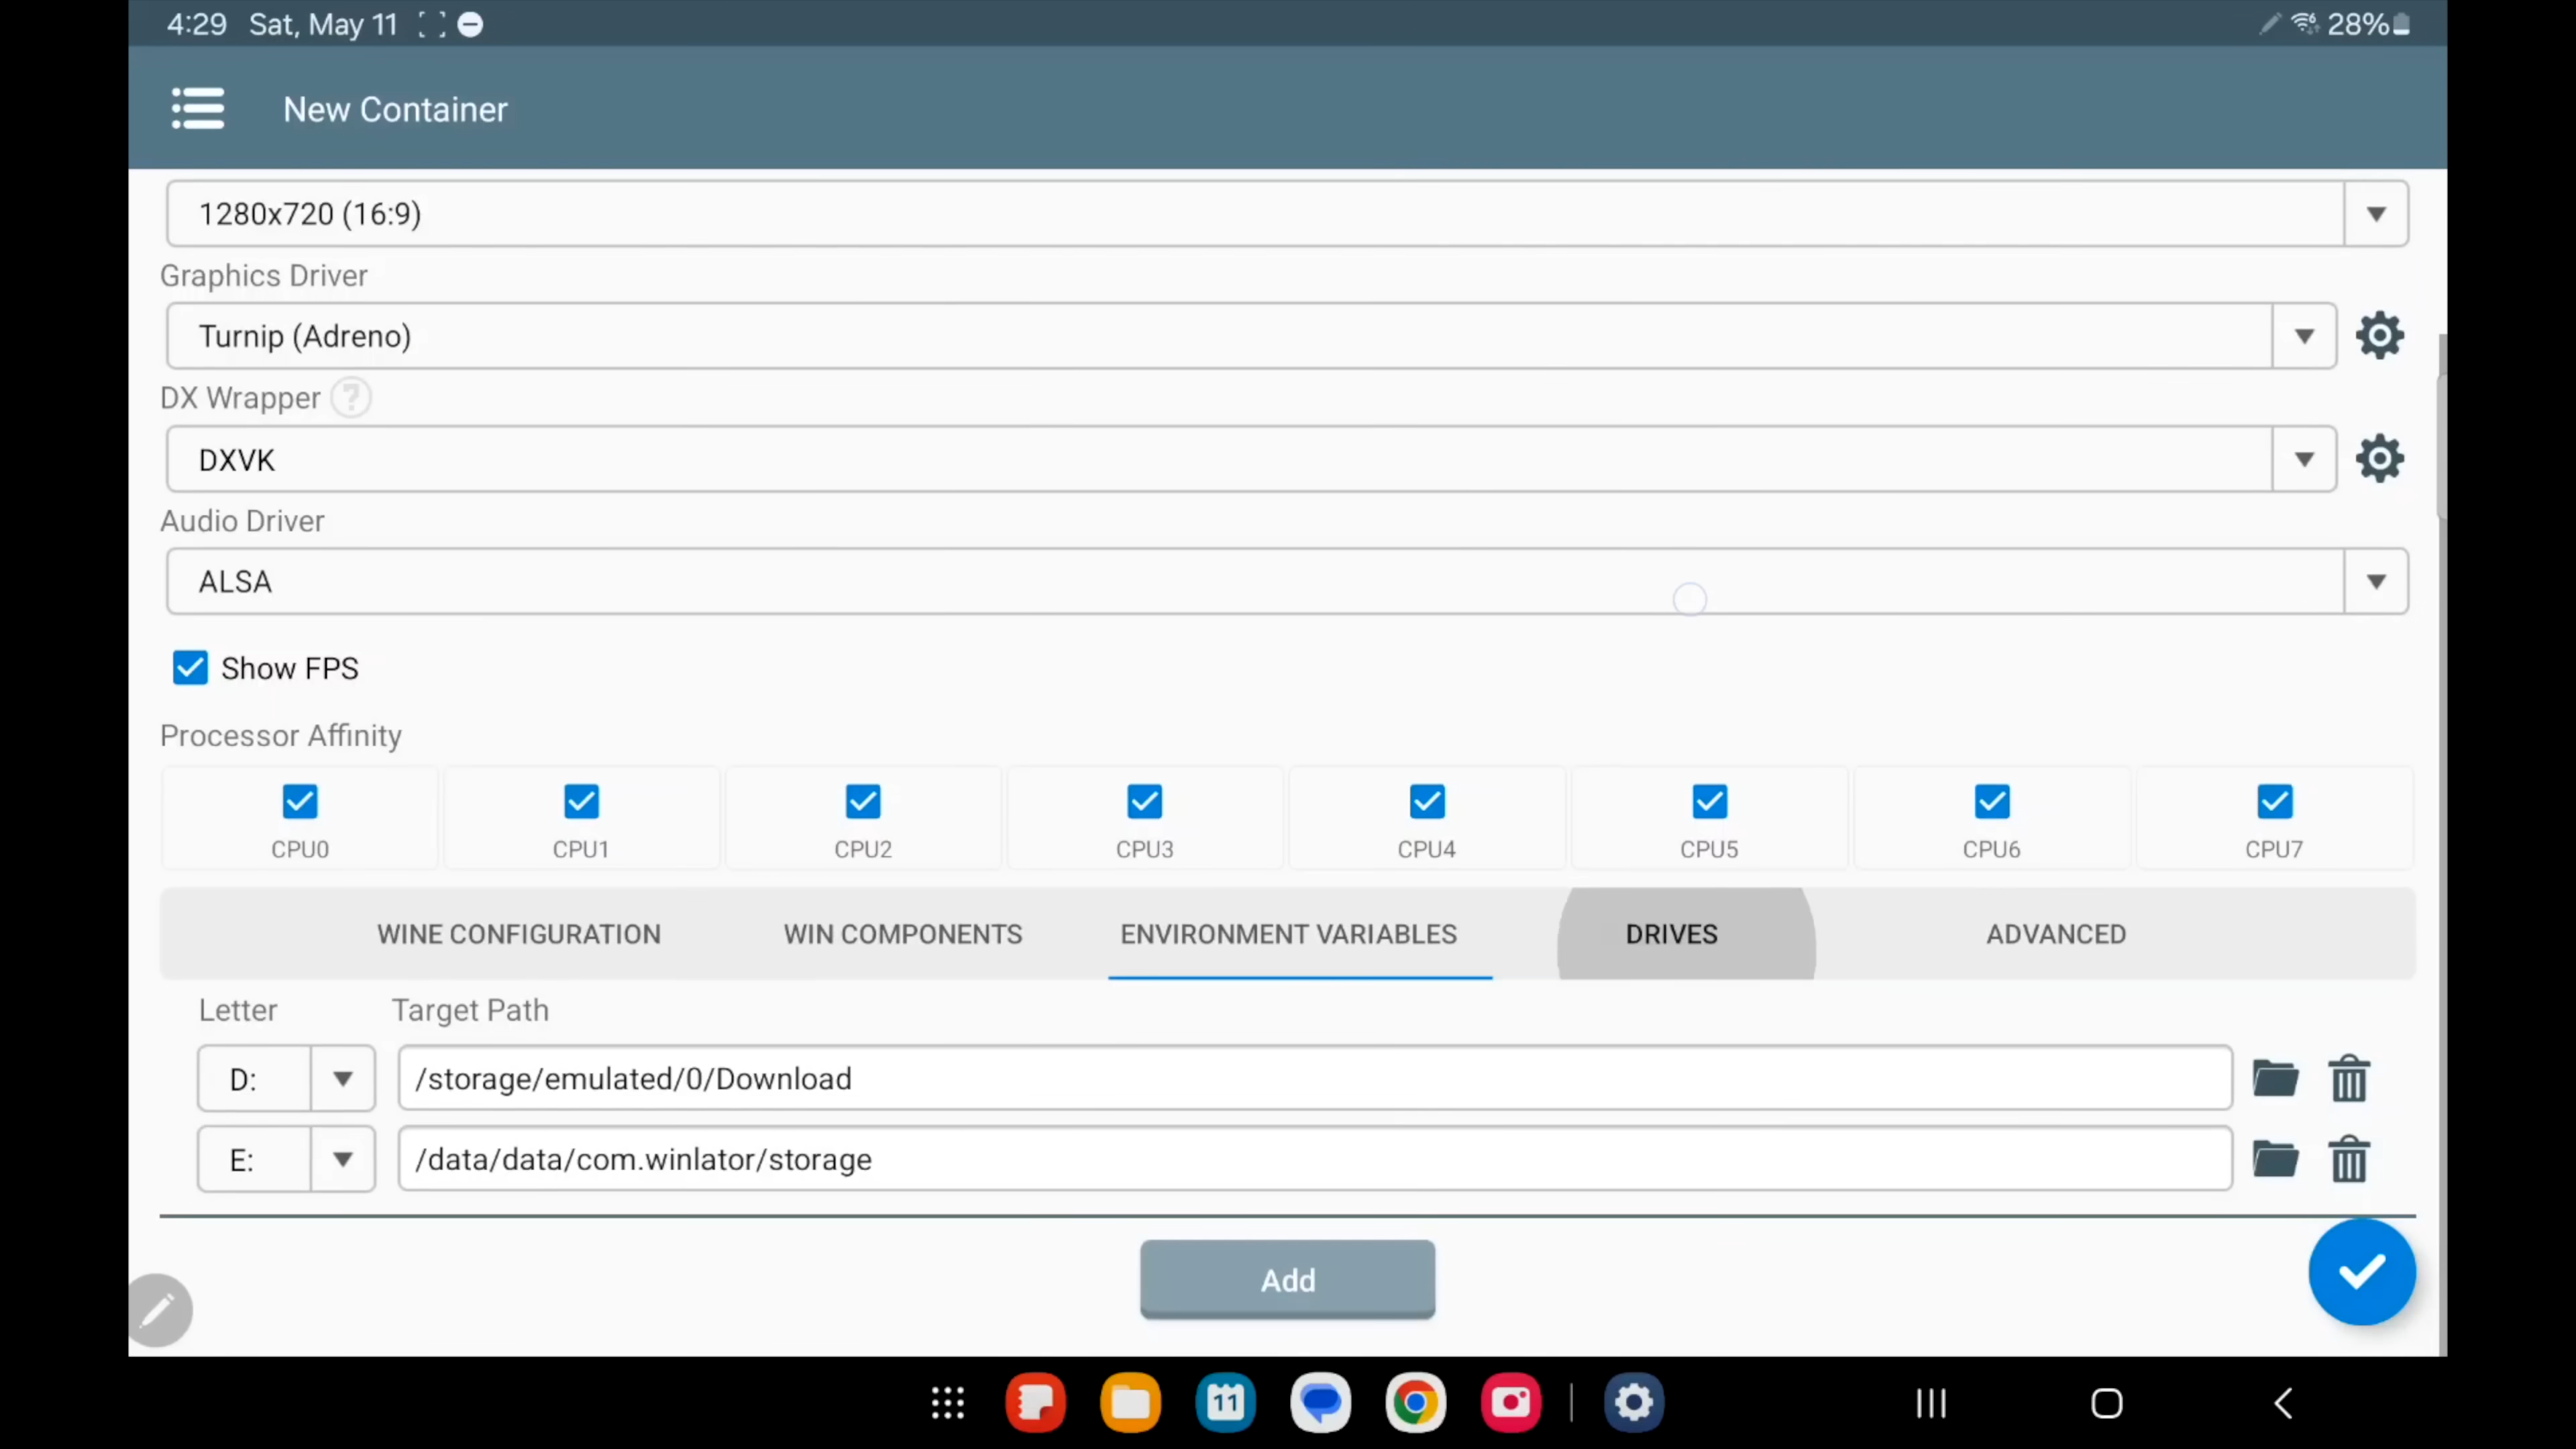 4:29 Sat, May 11 28%
New Container
1280x720 (16:9)
Graphics Driver
Turnip (Adreno)
DX Wrapper ?
DXVK
Audio Driver
ALSA
Show FPS
Processor Affinity
CPU0 CPU1 CPU2 CPU3 CPU4 CPU5 CPU6 CPU7
WINE CONFIGURATION WIN COMPONENTS ENVIRONMENT VARIABLES DRIVES ADVANCED
Letter Target Path
D: /storage/emulated/0/Download
E: /data/data/com.winlator/storage
Add
11